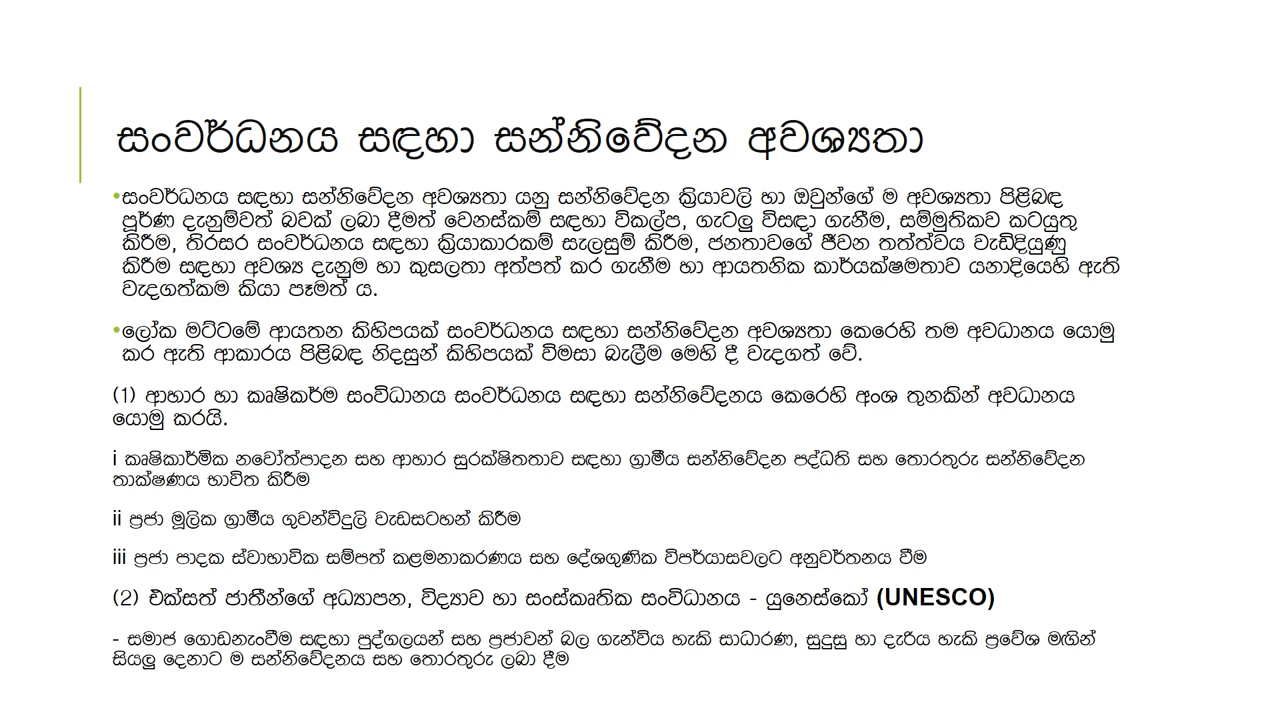 සංවර්ධනය සඳහා සන්නිවේදන අවශ්‍යතා
•සංවර්ධනය සඳහා සන්නිවේදන අවශ්‍යතා යනු සන්නිවේදන ක්‍රියාවලි හා ඔවුන්ගේ ම අවශ්‍යතා පිළිබඳ
පූර්ණ දැනුම්වත් බවක් ලබා දීමත් වෙනස්කම් සඳහා විකල්ප, ගැටලු විසඳා ගැනීම, සම්මුතිකව කටයුතු
කිරීම, තිරසර සංවර්ධනය සඳහා ක්‍රියාකාරකම් සැලසුම් කිරීම, ජනතාවගේ ජීවන තත්ත්වය වැඩිදියුණු
කිරීම සඳහා අවශ්‍ය දැනුම හා කුසලතා අත්පත් කර ගැනීම හා ආයතනික කාර්යක්ෂමතාව යනාදියෙහි ඇති
වැදගත්කම කියා පෑමත් ය.
•ලෝක මට්ටමේ ආයතන කිහිපයක් සංවර්ධනය සඳහා සන්නිවේදන අවශ්‍යතා කෙරෙහි තම අවධානය යොමු
කර ඇති ආකාරය පිළිබඳ නිදසුන් කිහිපයක් විමසා බැලීම මෙහි දී වැදගත් වේ.
(1) ආහාර හා කෘෂිකර්ම සංවිධානය සංවර්ධනය සඳහා සන්නිවේදනය කෙරෙහි අංශ තුනකින් අවධානය
යොමු කරයි.
i කෘෂිකාර්මික නවෝත්පාදන සහ ආහාර සුරක්ෂිතතාව සඳහා ග්‍රාමීය සන්නිවේදන පද්ධති සහ තොරතුරු සන්නිවේදන
තාක්ෂණය භාවිත කිරීම
ii ප්‍රජා මූලික ග්‍රාමීය ගුවන්විදුලි වැඩසටහන් කිරීම
iii ප්‍රජා පාදක ස්වාභාවික සම්පත් කළමනාකරණය සහ දේශගුණික විපර්යාසවලට අනුවර්තනය වීම
(2) එක්සත් ජාතීන්ගේ අධ්‍යාපන, විද්‍යාව හා සංස්කෘතික සංවිධානය - යුනෙස්කෝ (UNESCO)
- සමාජ ගොඩනැංවීම සඳහා පුද්ගලයන් සහ ප්‍රජාවන් බල ගැන්විය හැකි සාධාරණ, සුදුසු හා දැරිය හැකි ප්‍රවේශ මඟින්
සියලු දෙනාට ම සන්නිවේදනය සහ තොරතුරු ලබා දීම